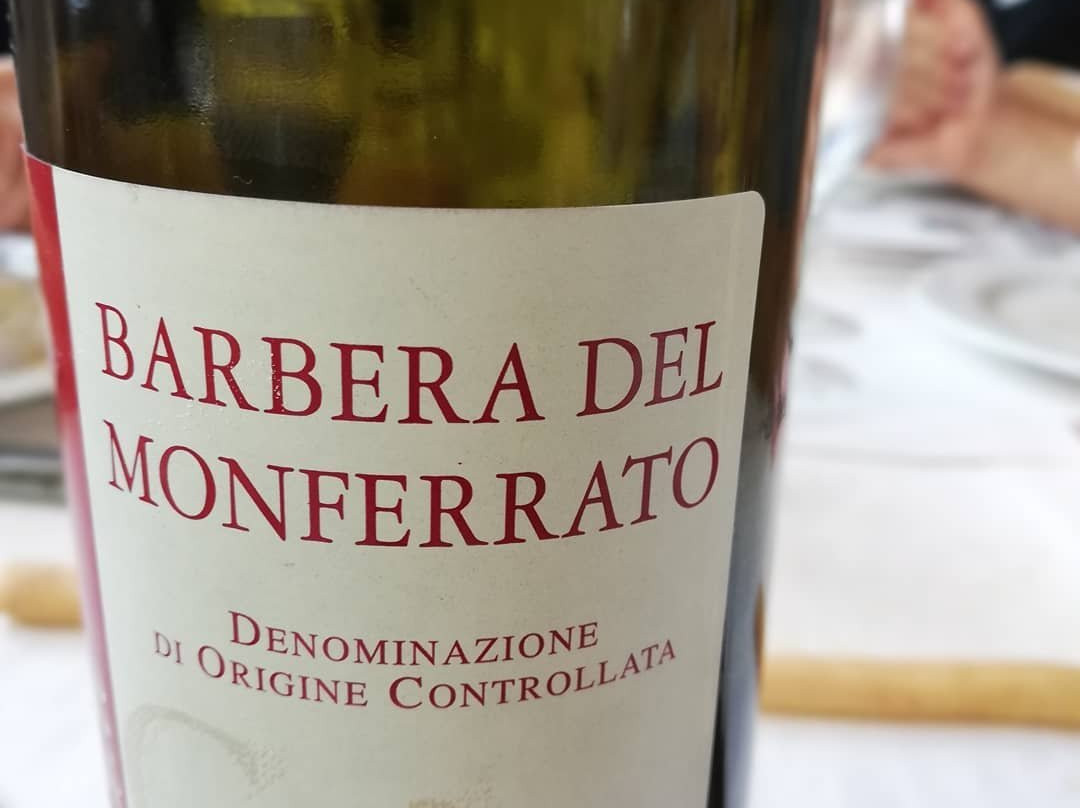 BARBERA DEL
MONFERRATO
DENOMINAZIONE
DI ORIGINE CONTROLLATA